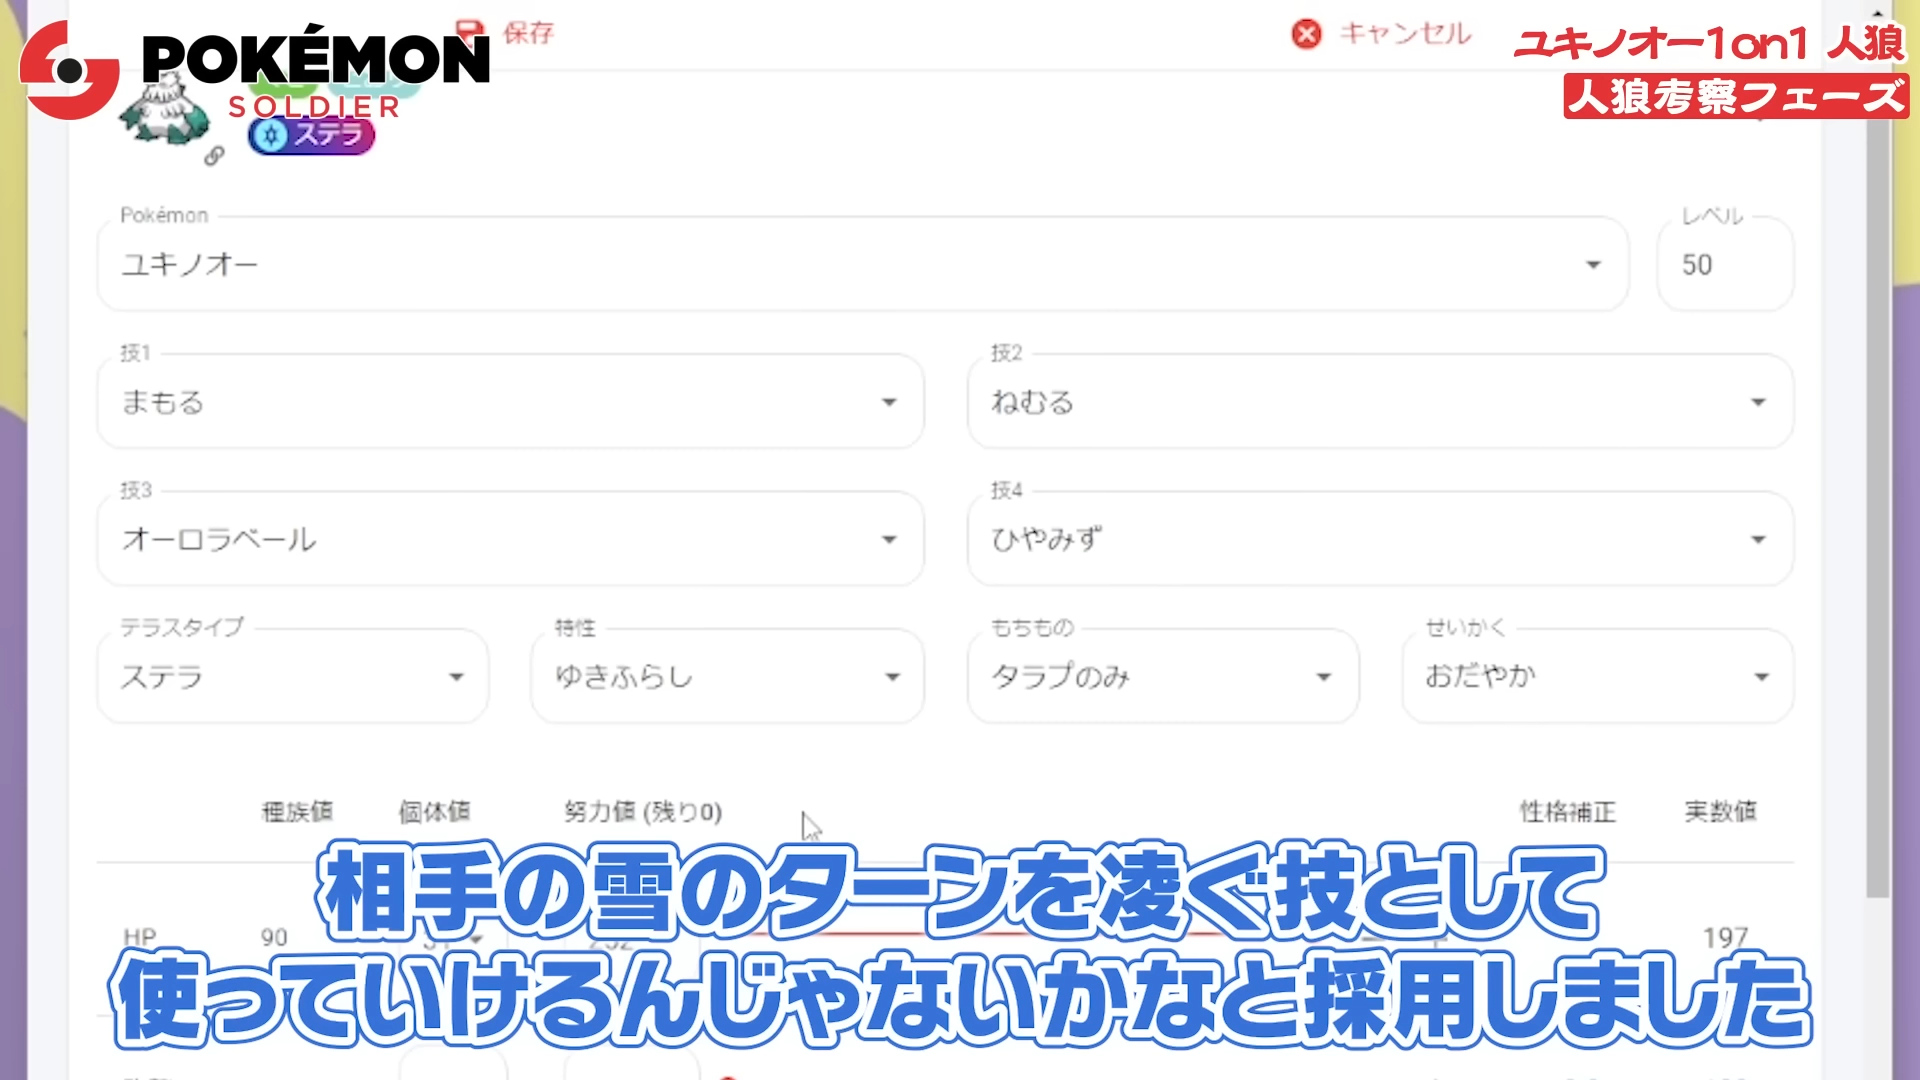 保存
キャンセル
POKÉMON
SOLDIER
ユキノオー1on1 人狼
人狼考察フェーズ
ステラ
Pokémon
ユキノオー
レベル
50
技1
まもる
技2
ねむる
技3
オーロラベール
技4
ひやみず
テラスタイプ
ステラ
特性
ゆきふらし
もちもの
タラプのみ
せいかく
おだやか
種族値 個体値 努力値 (残り0) 性格補正 実数値
相手の雪のターンを凌ぐ技として
HP 90 197
使っていけるんじゃないかなと採用しました